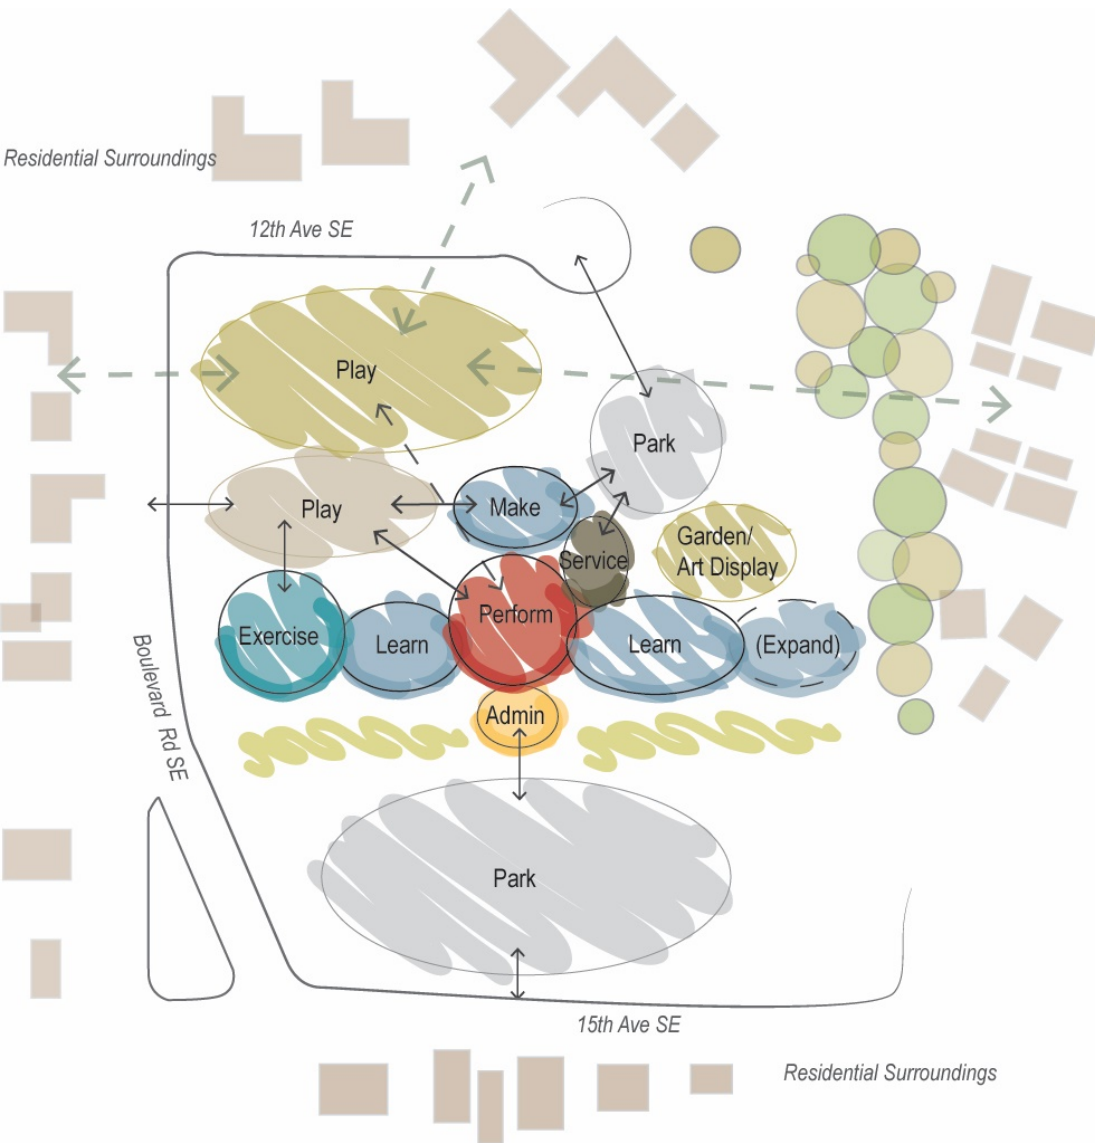 Residential Surroundings
12th Ave SE
Play
Park
Play
Make
Garden/
Art Display
Service
Perform
Exercise
Learn
Learn
(Expand)
Boulevard Rd SE
Admin
Park
15th Ave SE
Residential Surroundings